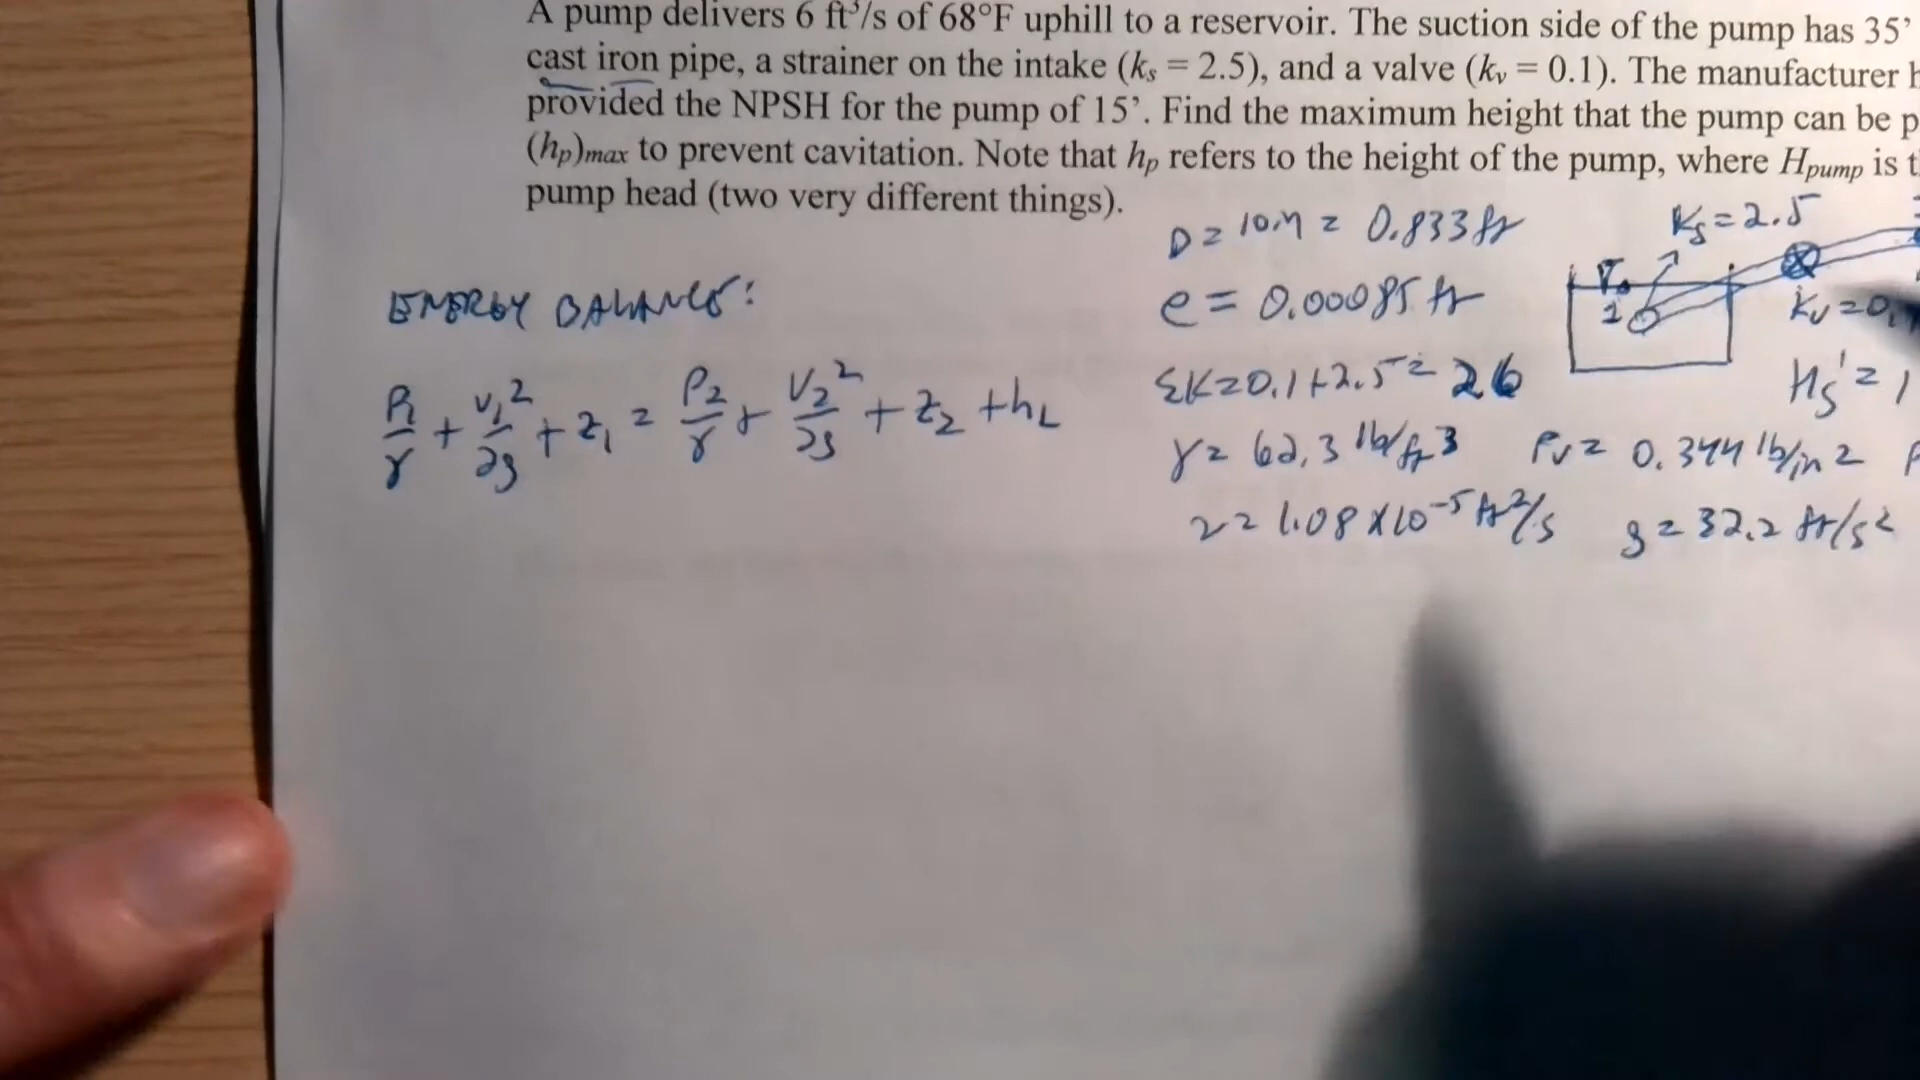 A pump delivers 6 ft³/s of 68°F uphill to a reservoir. The suction side of the pump has 35’
cast iron pipe, a strainer on the intake (kₛ = 2.5), and a valve (kᵥ = 0.1). The manufacturer
provided the NPSH for the pump of 15’. Find the maximum height that the pump can be
(hₚ)max to prevent cavitation. Note that hₚ refers to the height of the pump, where Hpump is
pump head (two very different things).
D = 10in = 0.833 ft
Ks = 2.5
ENERGY BALANCE:
e = 0.00085 ft
1
Kv = 0.1
P₁/γ + V₁²/2g + z₁ = P₂/γ + V₂²/2g + z₂ + hL
ΣK = 0.1 + 2.5 = 26
Hs' = 1
γ = 62.3 lb/ft3
Pv = 0.344 lb/in2
ν = 1.08 X10⁻⁵ ft²/s
g = 32.2 ft/s²